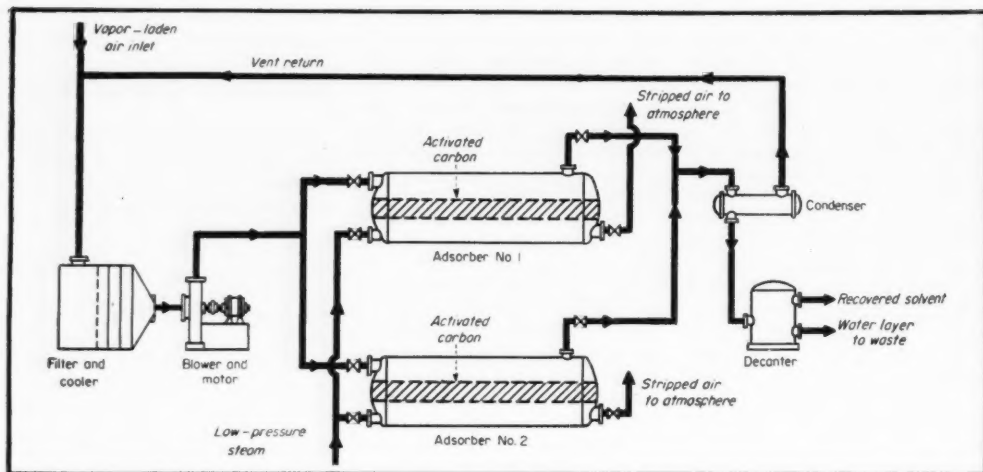 Vapor-laden
air inlet
Vent return
Stripped air to
atmosphere
Activated
carbon
Condenser
Adsorber No. 1
Recovered solvent
Water layer
to waste
Decanter
Activated
carbon
Filter and
cooler
Blower and
motor
Stripped air
to atmosphere
Low-pressure
steam
Adsorber No. 2